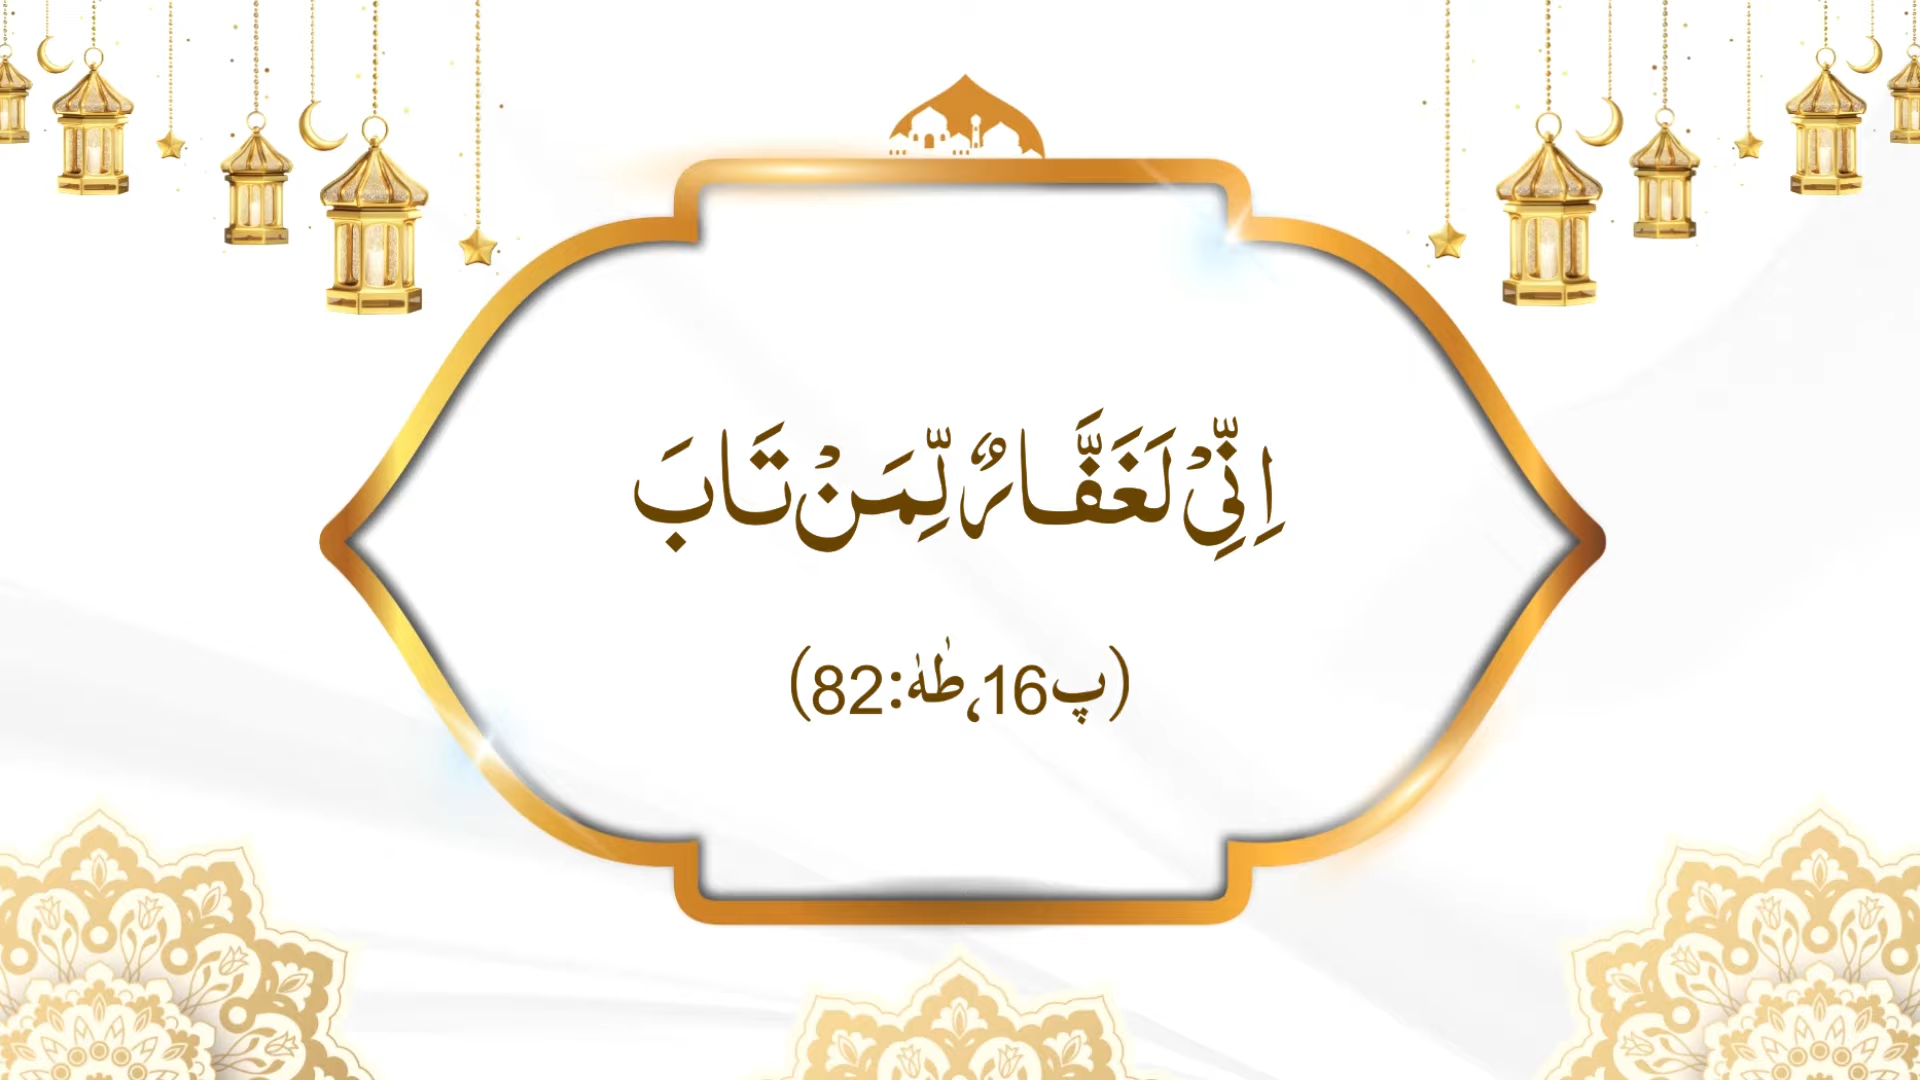 اِنِّیْ لَغَفَّارٌ لِّمَنْ تَابَ
(پ16، طٰهٰ:82)